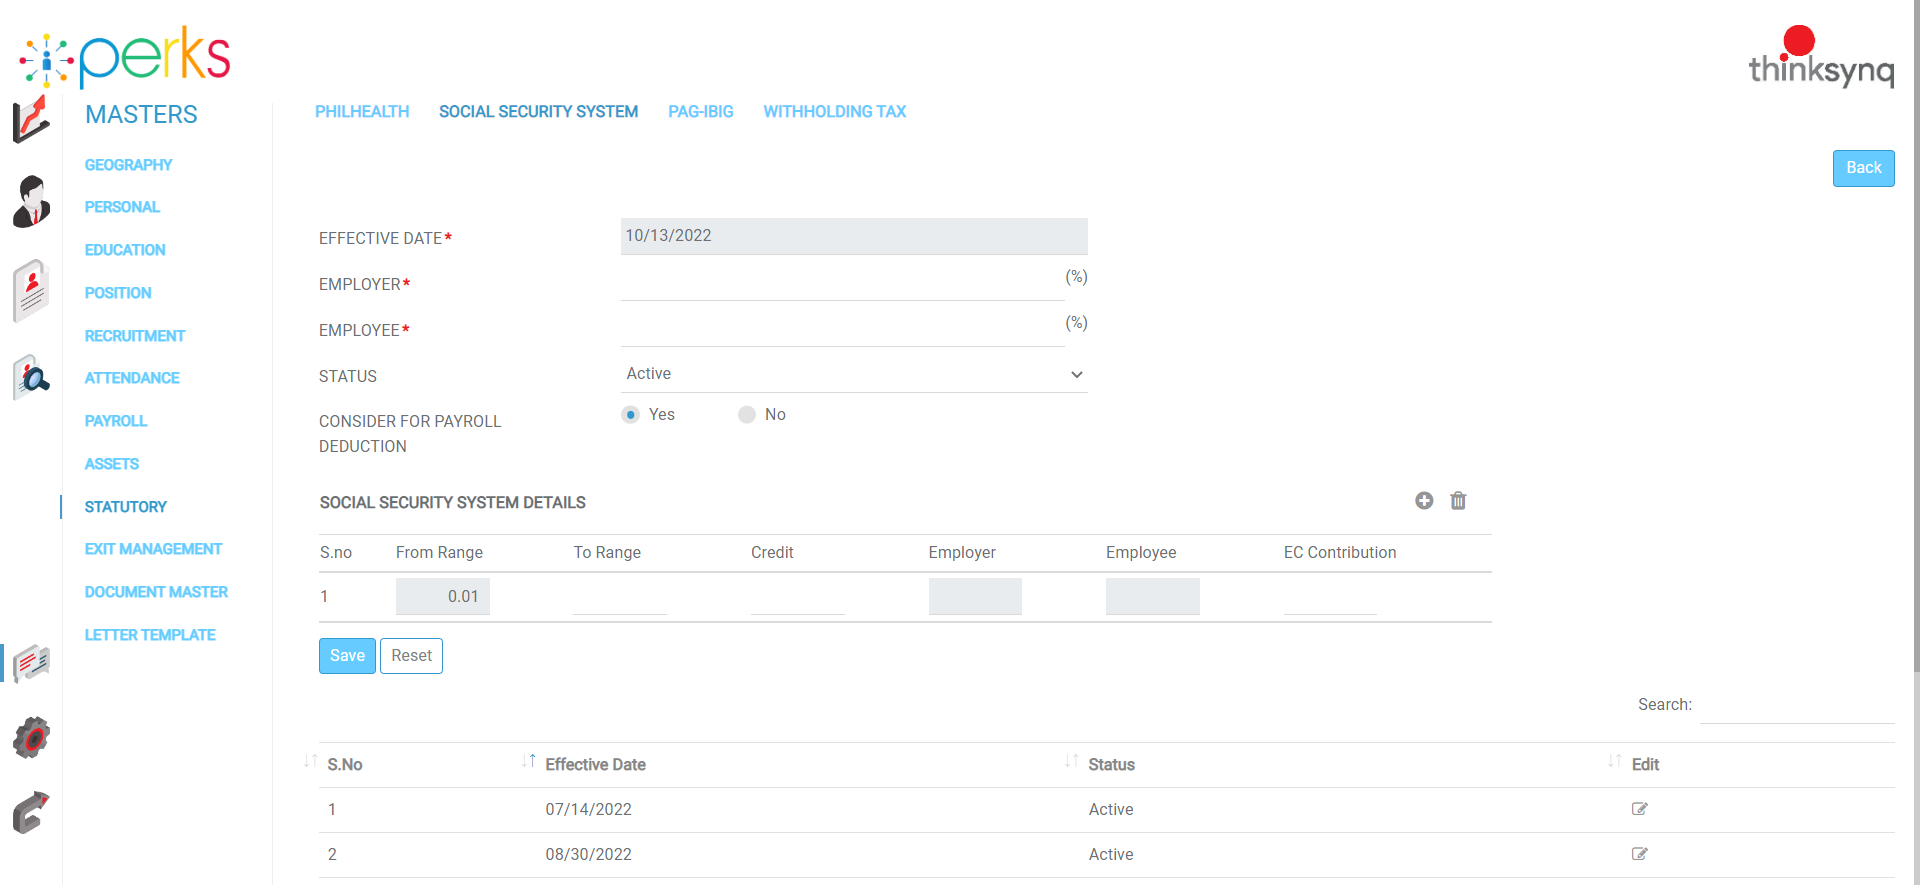 perks
thinksynq
MASTERS
PHILHEALTH SOCIAL SECURITY SYSTEM PAG-IBIG WITHHOLDING TAX
GEOGRAPHY
PERSONAL
EDUCATION
POSITION
RECRUITMENT
ATTENDANCE
PAYROLL
ASSETS
STATUTORY
EXIT MANAGEMENT
DOCUMENT MASTER
LETTER TEMPLATE
Back
EFFECTIVE DATE* 10/13/2022
EMPLOYER* (%)
EMPLOYEE* (%)
STATUS Active
CONSIDER FOR PAYROLL DEDUCTION Yes No
SOCIAL SECURITY SYSTEM DETAILS
S.no From Range To Range Credit Employer Employee EC Contribution
1 0.01
Save Reset
Search:
S.No Effective Date Status Edit
1 07/14/2022 Active
2 08/30/2022 Active